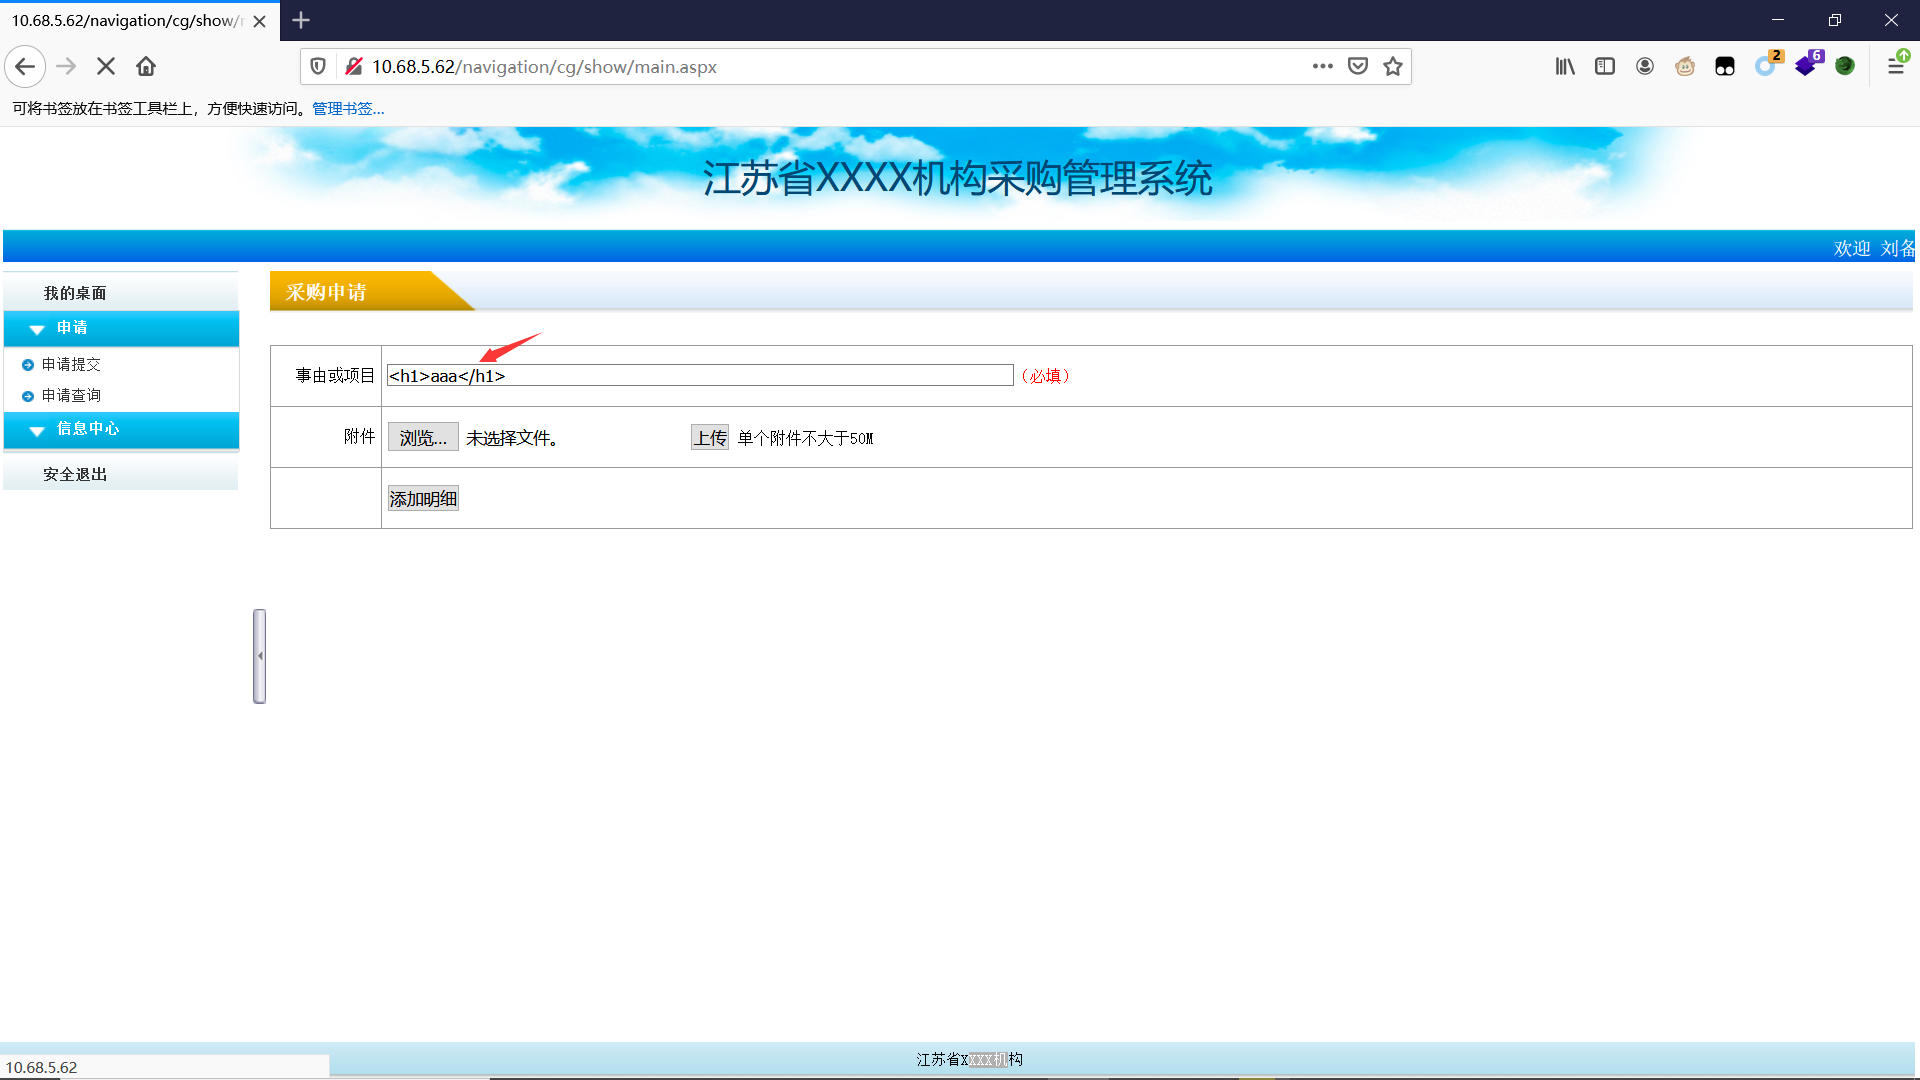 10.68.5.62/navigation/cg/show/
10.68.5.62/navigation/cg/show/main.aspx
2
6
可将书签放在书签工具栏上，方便快速访问。管理书签...
江苏省XXXX机构采购管理系统
欢迎 刘备
我的桌面
申请
申请提交
申请查询
信息中心
安全退出
采购申请
事由或项目
<h1>aaa</h1>
（必填）
附件
浏览...
未选择文件。
上传
单个附件不大于50M
添加明细
江苏省XXXX机构
10.68.5.62